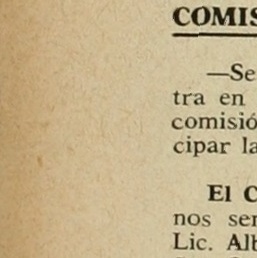 COMIS
—Se
tra en
comisió
cipar la
El C
nos ser
Lic. Alb